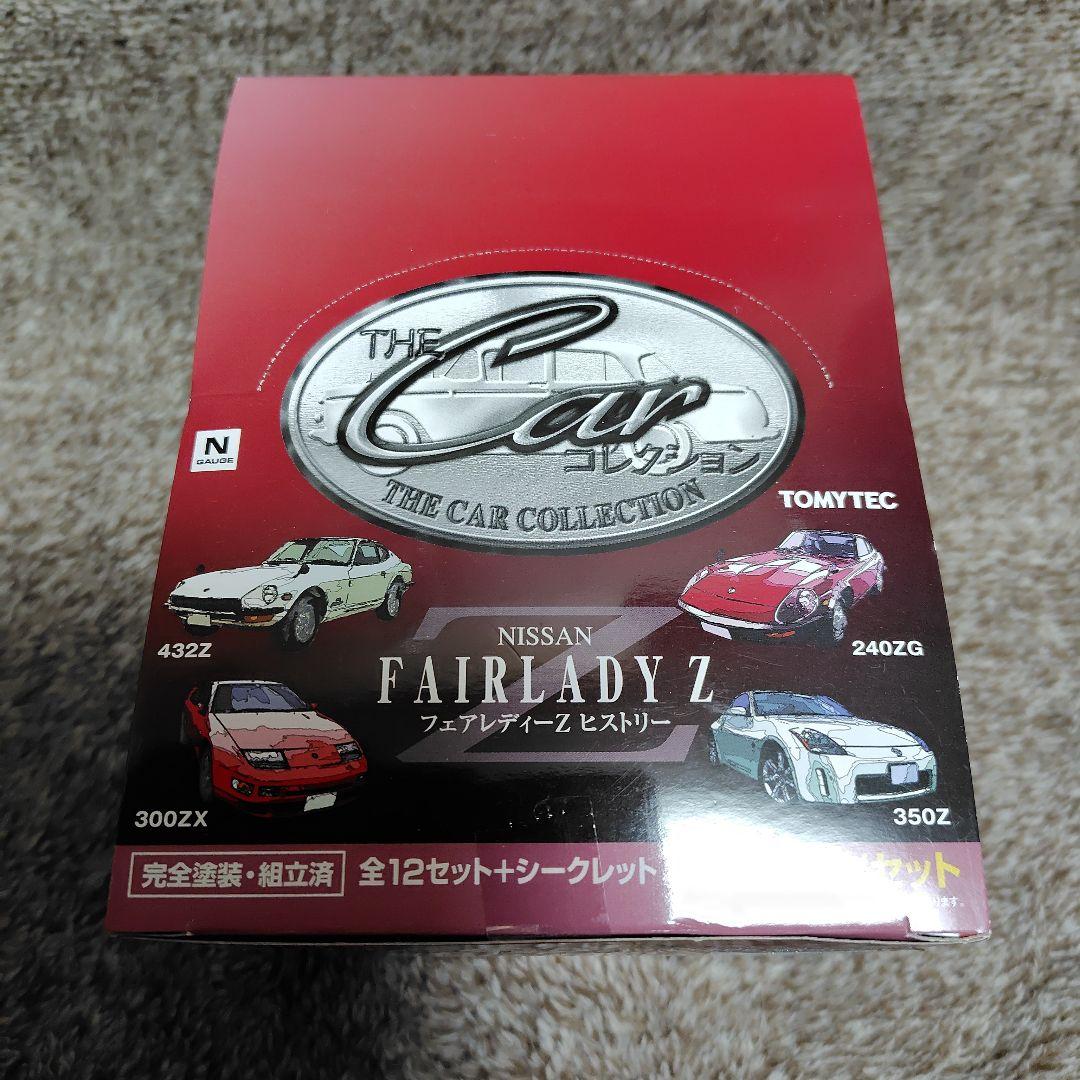 THE Car
コレクション
THE CAR COLLECTION
N
GAUGE
TOMYTEC
432Z
240ZG
NISSAN
FAIRLADY Z
フェアレディーZ ヒストリー
300ZX
350Z
完全塗装・組立済 全12セット+シークレット セット
ます。